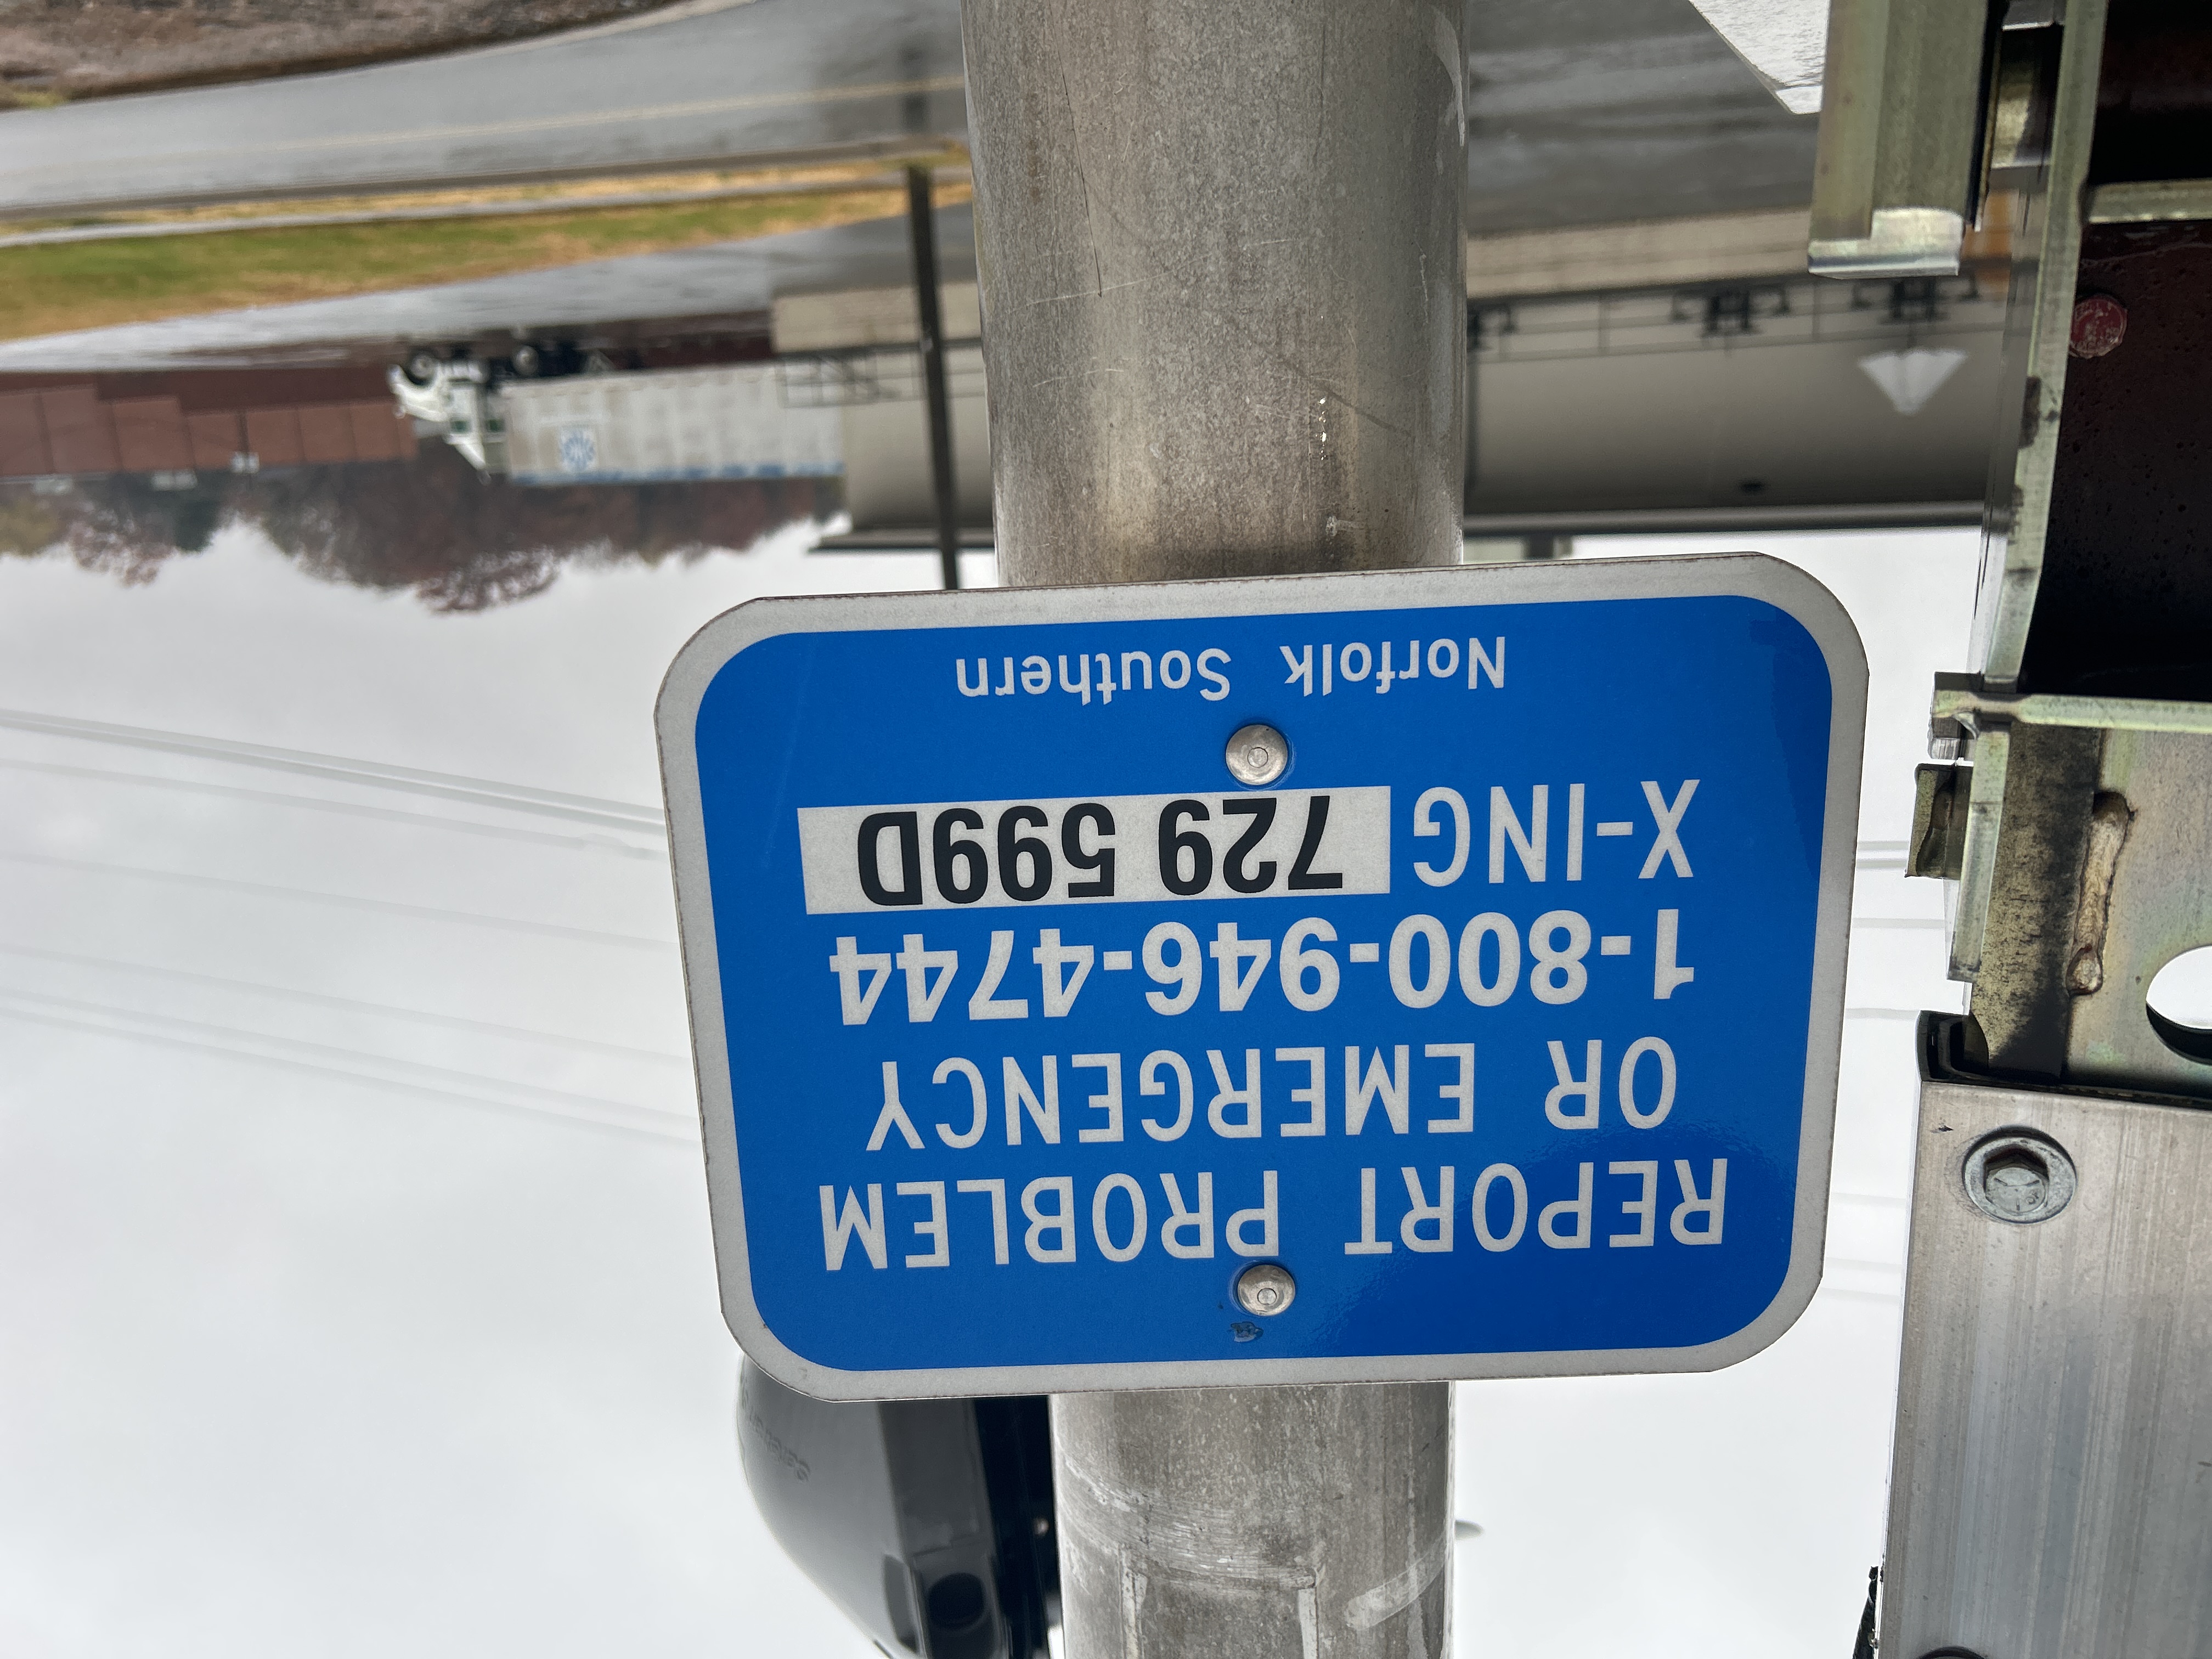 REPORT PROBLEM
OR EMERGENCY
1-800-946-4744
X-ING 729 599D
Norfolk Southern